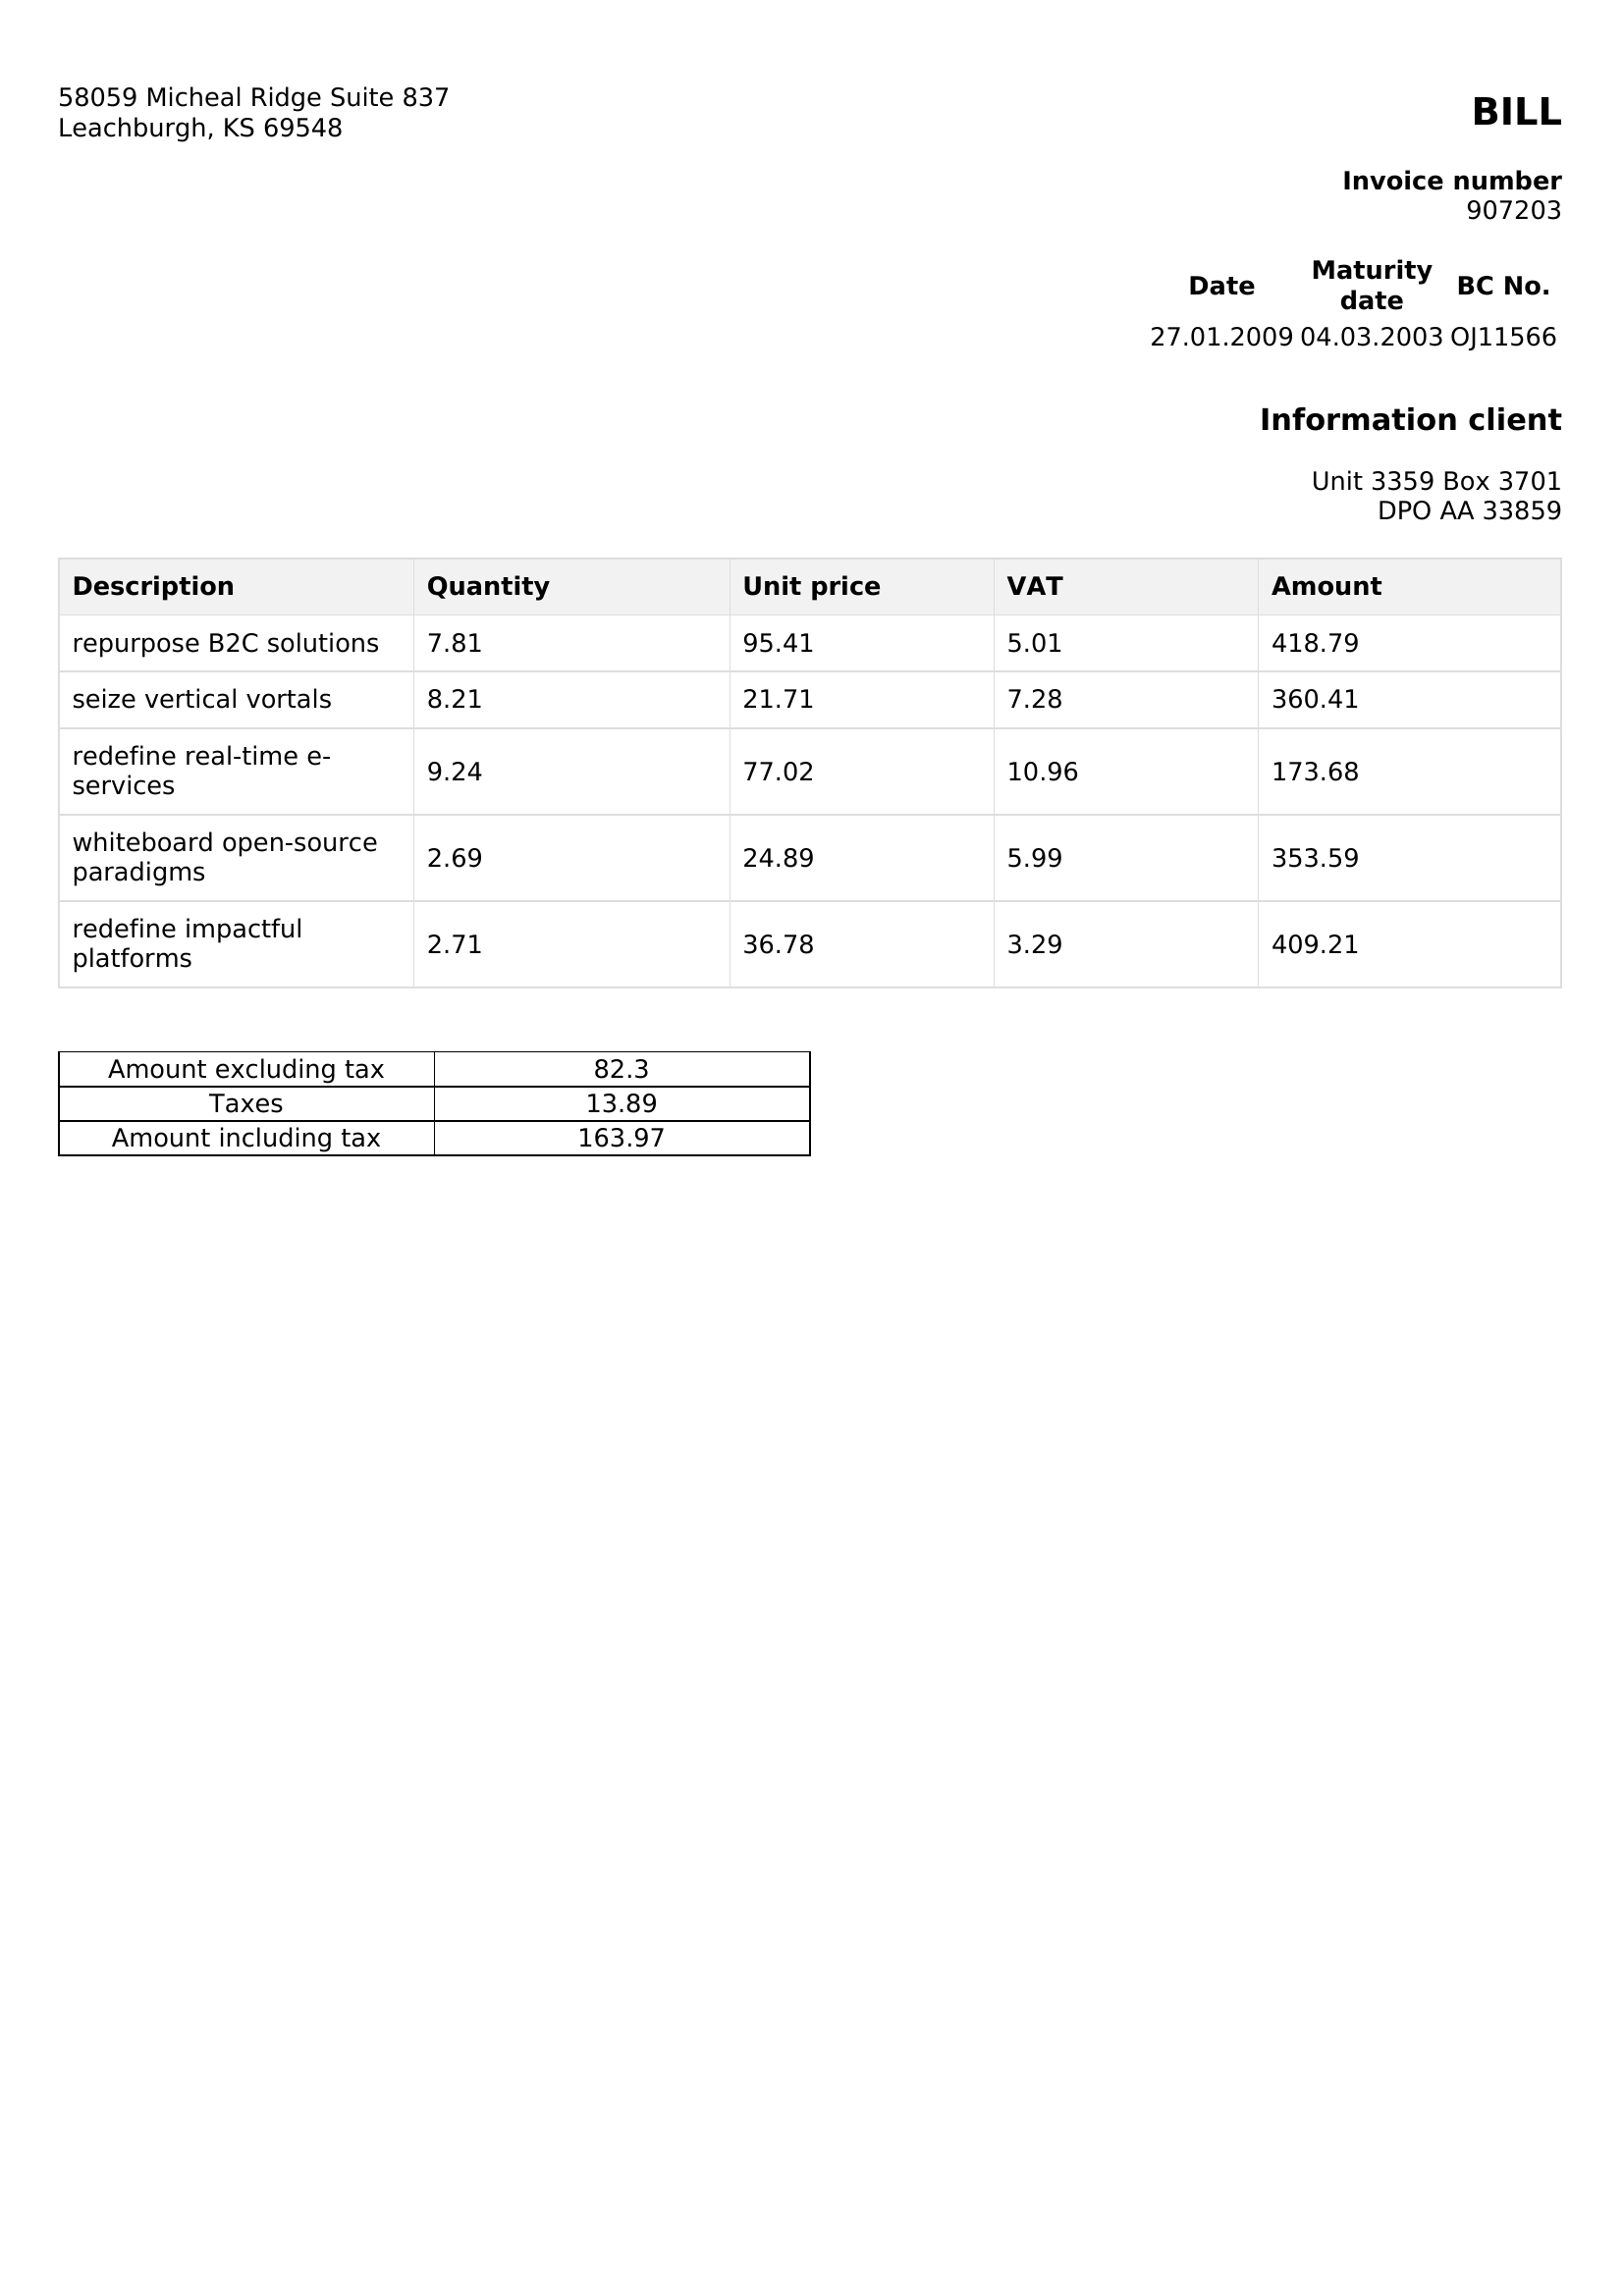 58059 Micheal Ridge Suite 837
Leachburgh, KS 69548
BILL
Invoice number
907203
Date Maturity date BC No.
27.01.2009 04.03.2003 OJ11566
Information client
Unit 3359 Box 3701
DPO AA 33859
Description Quantity Unit price VAT Amount
repurpose B2C solutions 7.81 95.41 5.01 418.79
seize vertical vortals 8.21 21.71 7.28 360.41
redefine real-time e-
services 9.24 77.02 10.96 173.68
whiteboard open-source
paradigms 2.69 24.89 5.99 353.59
redefine impactful
platforms 2.71 36.78 3.29 409.21
Amount excluding tax 82.3
Taxes 13.89
Amount including tax 163.97